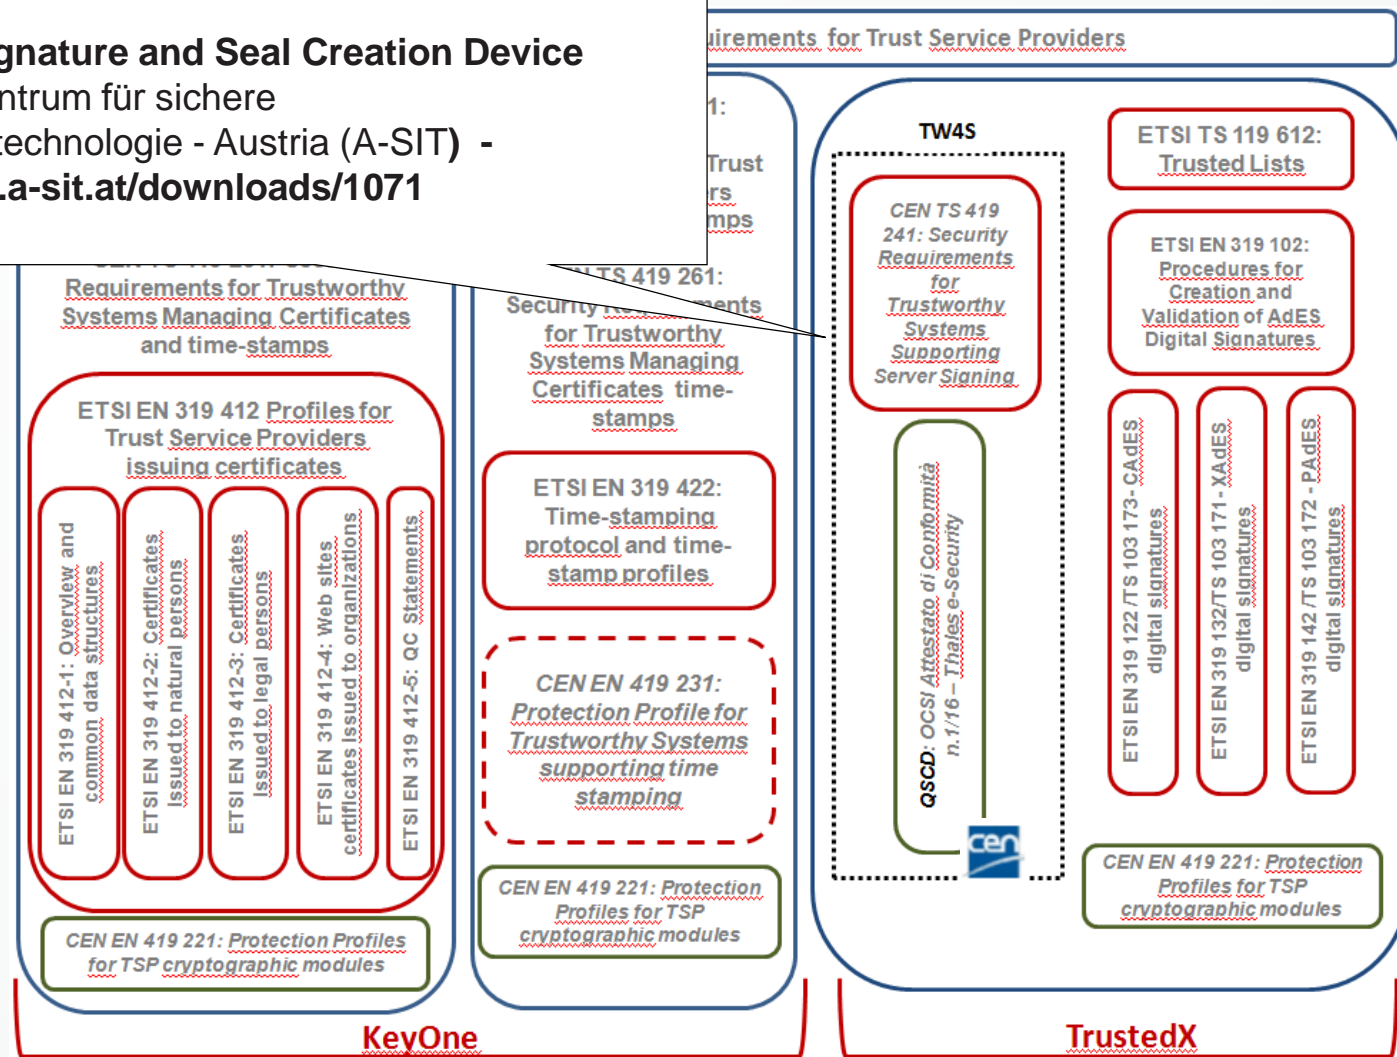 gnature and Seal Creation Device
ntrum für sichere
technologie - Austria (A-SIT) -
.a-sit.at/downloads/1071
uirements for Trust Service Providers
Requirements for Trustworthy
Systems Managing Certificates
and time-stamps
ETSI EN 319 412 Profiles for
Trust Service Providers
issuing certificates
ETSI EN 319 412-1: Overview and
common data structures
ETSI EN 319 412-2: Certificates
issued to natural persons
ETSI EN 319 412-3: Certificates
issued to legal persons
ETSI EN 319 412-4: Web sites
certificates issued to organizations
ETSI EN 319 412-5: QC Statements
CEN EN 419 221: Protection Profiles
for TSP cryptographic modules
1:
Trust
rs
mps
TS 419 261:
Security Requirements
for Trustworthy
Systems Managing
Certificates time-
stamps
ETSI EN 319 422:
Time-stamping
protocol and time-
stamp profiles
CEN EN 419 231:
Protection Profile for
Trustworthy Systems
supporting time
stamping
CEN EN 419 221: Protection
Profiles for TSP
cryptographic modules
KeyOne
TW4S
CEN TS 419
241: Security
Requirements
for
Trustworthy
Systems
Supporting
Server Signing
QSCD: OCSI Attestato di Conformità
n.1/16 – Thales e-Security
cen
ETSI TS 119 612:
Trusted Lists
ETSI EN 319 102:
Procedures for
Creation and
Validation of AdES
Digital Signatures
ETSI EN 319 122 /TS 103 173- CAdES
digital signatures
ETSI EN 319 132/TS 103 171- XAdES
digital signatures
ETSI EN 319 142 /TS 103 172 - PAdES
digital signatures
CEN EN 419 221: Protection
Profiles for TSP
cryptographic modules
TrustedX